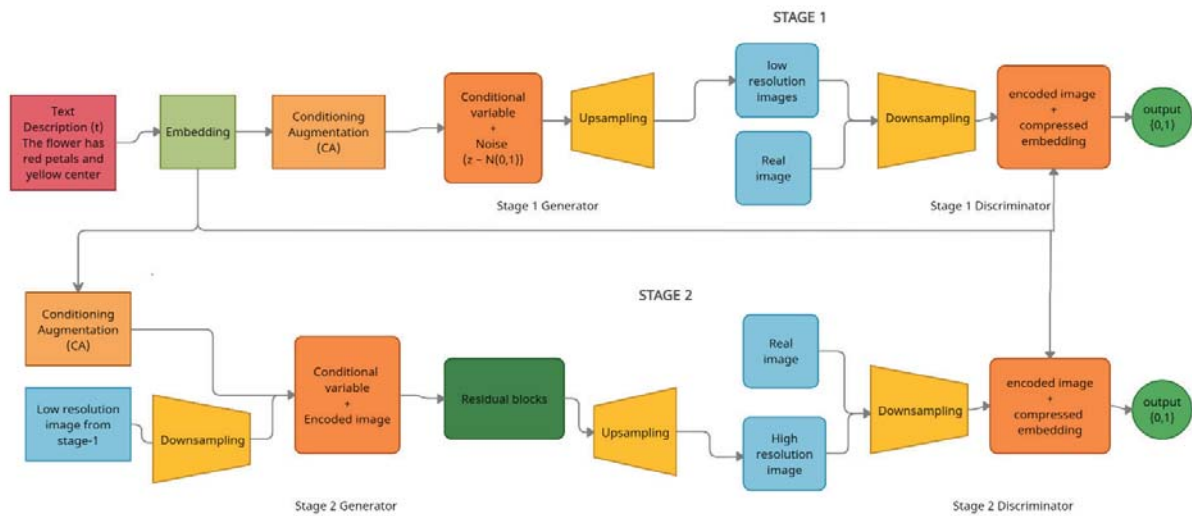 STAGE 1
Text
Description (t)
The flower has
red petals and
yellow center
Embedding
Conditioning
Augmentation
(CA)
Conditional
variable
+
Noise
(z ~ N(0,1))
Upsampling
low
resolution
images
Real
image
Downsampling
encoded image
+
compressed
embedding
output
{0,1}
Stage 1 Generator
Stage 1 Discriminator
STAGE 2
Conditioning
Augmentation
(CA)
Low resolution
image from
stage-1
Downsampling
Conditional
variable
+
Encoded image
Residual blocks
Upsampling
Real
image
High
resolution
image
Downsampling
encoded image
+
compressed
embedding
output
{0,1}
Stage 2 Generator
Stage 2 Discriminator